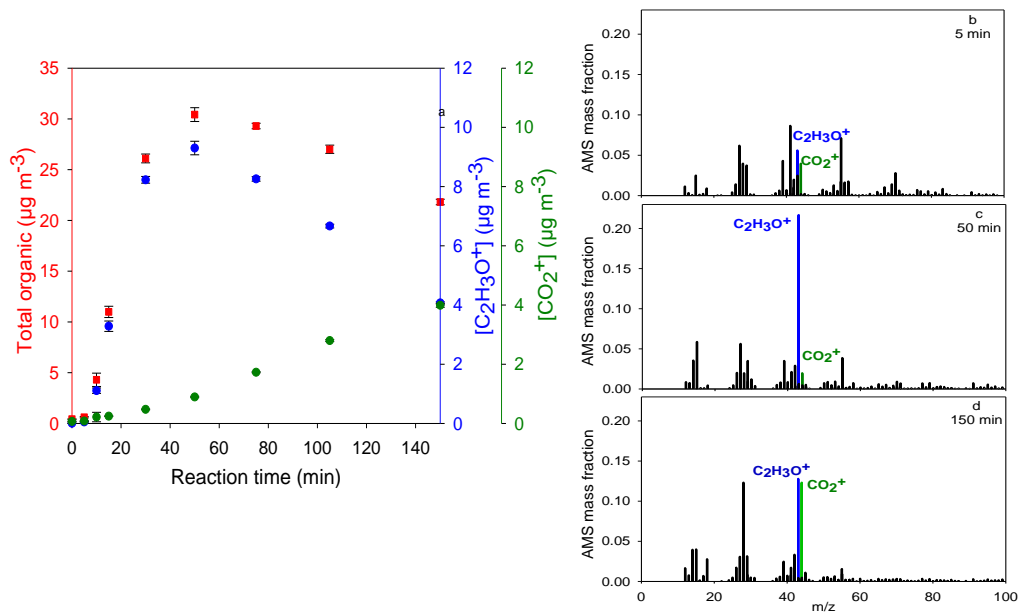 a
35
30
25
20
15
10
5
0
Total organic (µg m⁻³)
12
10
8
6
4
2
0
[C₂H₃O⁺] (µg m⁻³)
12
10
8
6
4
2
0
[CO₂⁺] (µg m⁻³)
0 20 40 60 80 100 120 140
Reaction time (min)
b
5 min
0.20
0.15
0.10
0.05
0.00
AMS mass fraction
C₂H₃O⁺
CO₂⁺
c
50 min
0.20
0.15
0.10
0.05
0.00
AMS mass fraction
C₂H₃O⁺
CO₂⁺
d
150 min
0.20
0.15
0.10
0.05
0.00
AMS mass fraction
C₂H₃O⁺
CO₂⁺
0 20 40 60 80 100
m/z